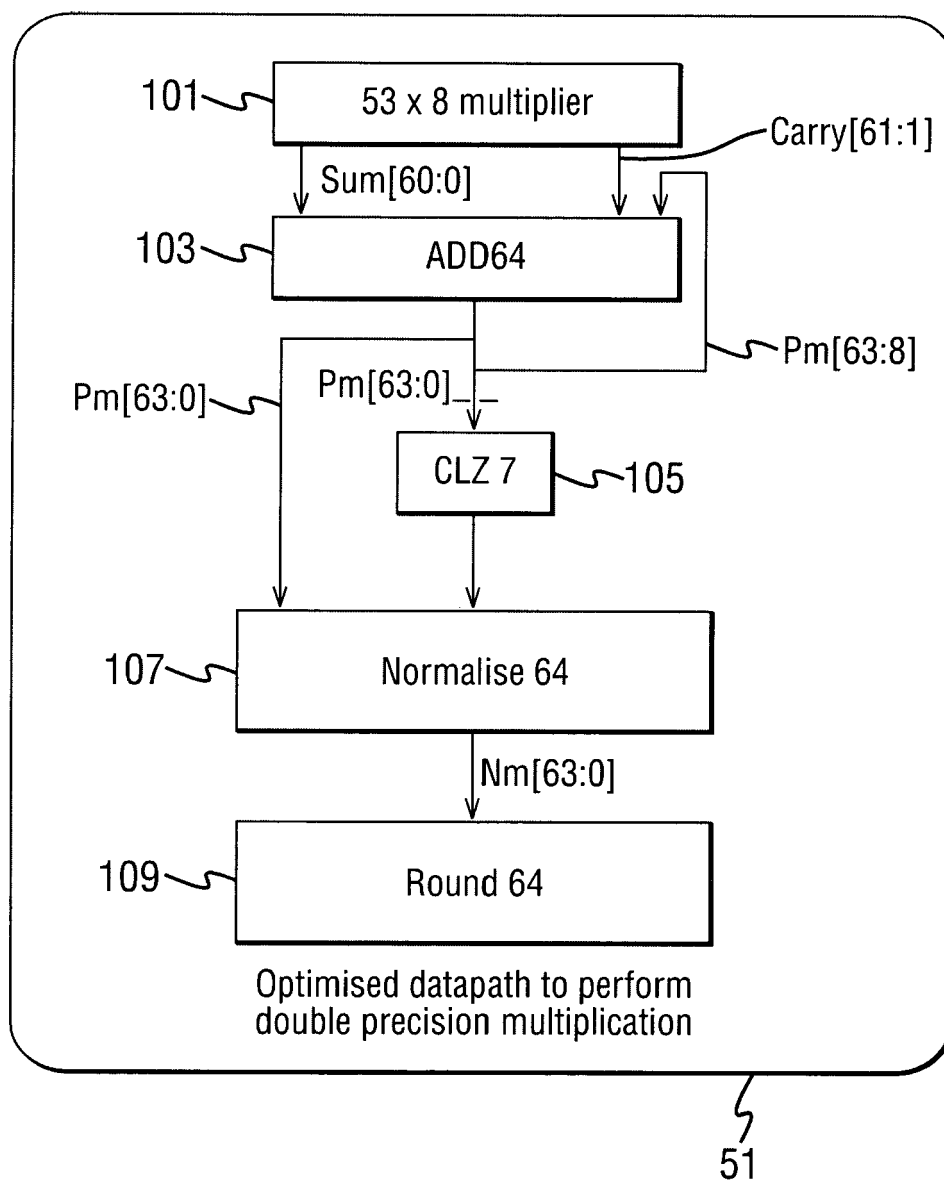 101
53 x 8 multiplier
Carry[61:1]
Sum[60:0]
103
ADD64
Pm[63:8]
Pm[63:0]
Pm[63:0]
CLZ 7
105
107
Normalise 64
Nm[63:0]
109
Round 64
Optimised datapath to perform
double precision multiplication
51